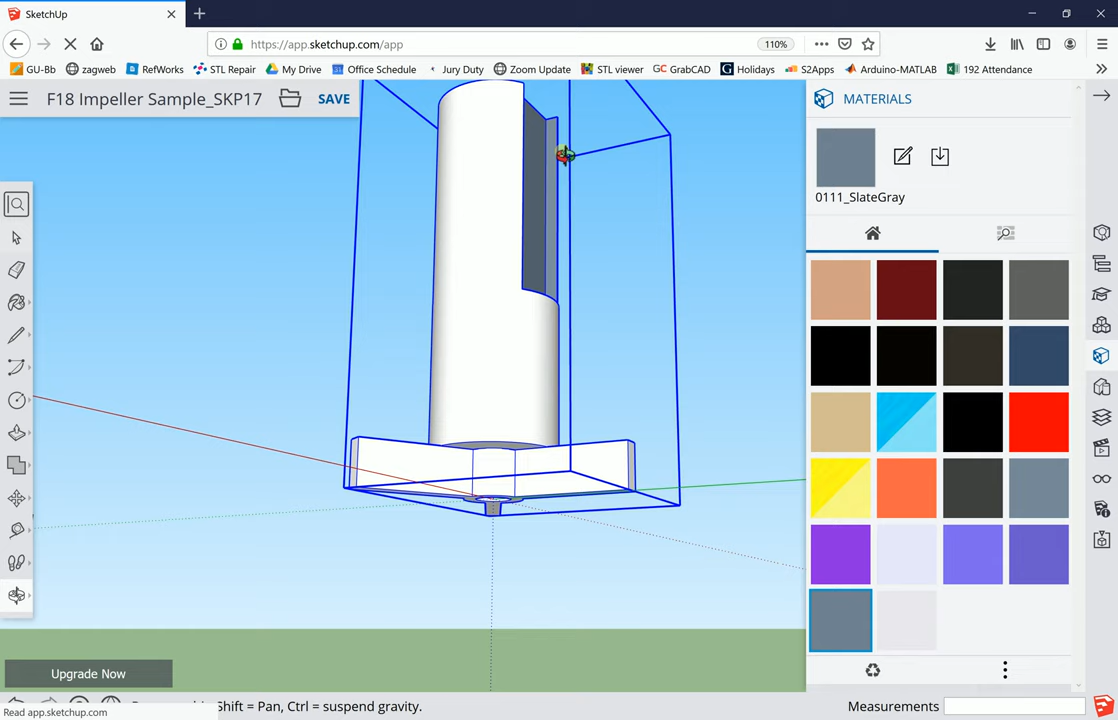 SketchUp
https://app.sketchup.com/app
110%
GU-Bb
zagweb
RefWorks
STL Repair
My Drive
Office Schedule
Jury Duty
Zoom Update
STL viewer
GrabCAD
Holidays
S2Apps
Arduino-MATLAB
192 Attendance
F18 Impeller Sample_SKP17
SAVE
MATERIALS
0111_SlateGray
Upgrade Now
Shift = Pan, Ctrl = suspend gravity.
Measurements
Read app.sketchup.com